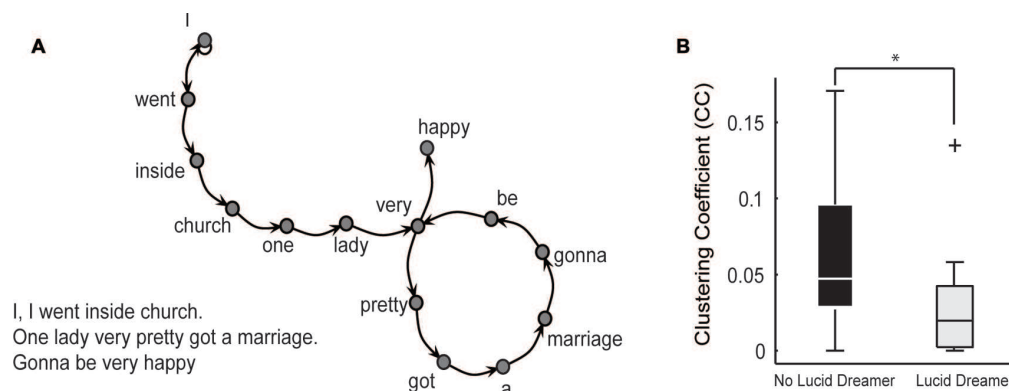 A
I
went
inside
church
one
lady
very
happy
be
gonna
marriage
a
got
pretty
I, I went inside church.
One lady very pretty got a marriage.
Gonna be very happy
B
*
Clustering Coefficient (CC)
0.15
0.1
0.05
0
+
No Lucid Dreamer
Lucid Dreame